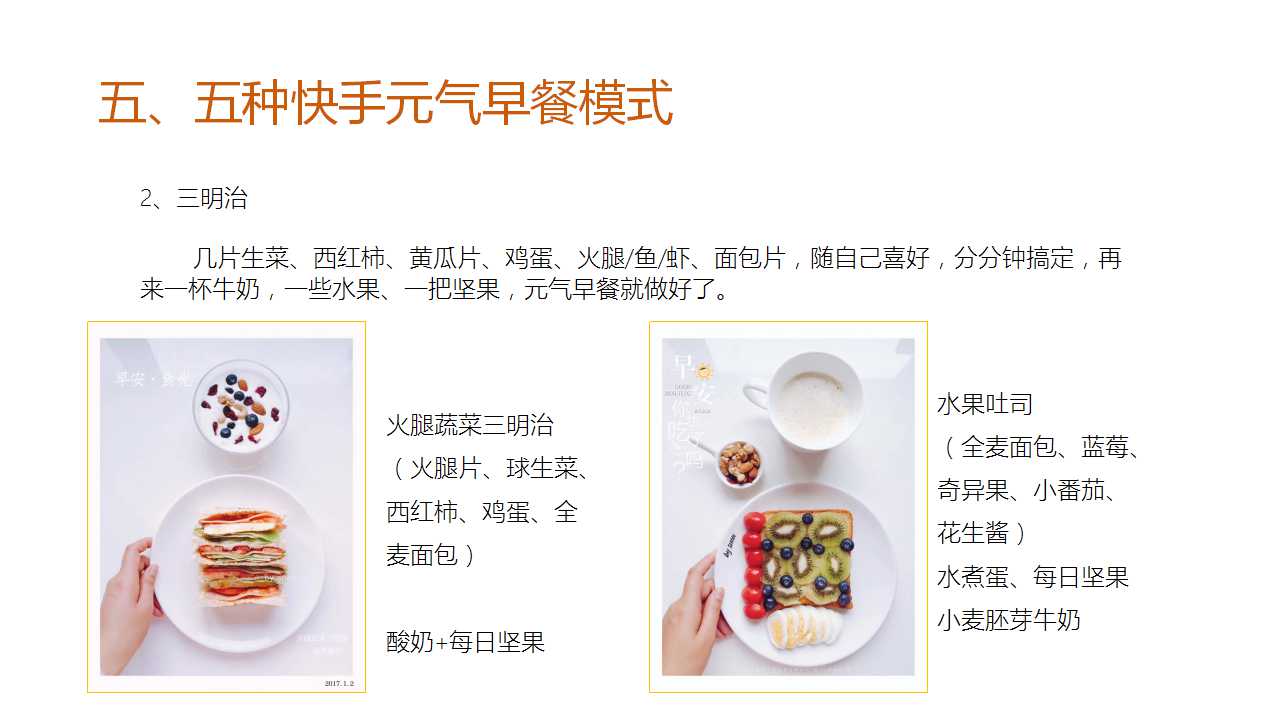 五、五种快手元气早餐模式
2、三明治
几片生菜、西红柿、黄瓜片、鸡蛋、火腿/鱼/虾、面包片，随自己喜好，分分钟搞定，再
来一杯牛奶，一些水果、一把坚果，元气早餐就做好了。
早安·食光
2017.1.2
火腿蔬菜三明治
（火腿片、球生菜、
西红柿、鸡蛋、全
麦面包）
酸奶+每日坚果
早安
你吃了吗？
水果吐司
（全麦面包、蓝莓、
奇异果、小番茄、
花生酱）
水煮蛋、每日坚果
小麦胚芽牛奶